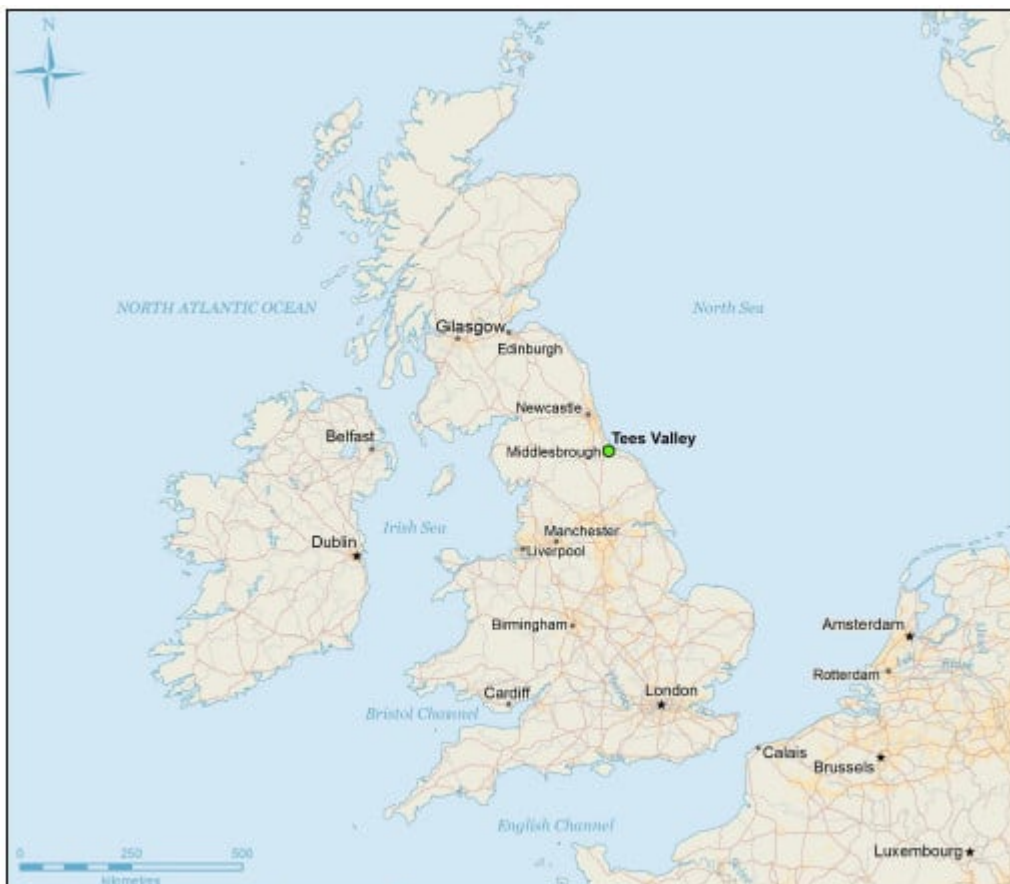 N
NORTH ATLANTIC OCEAN
North Sea
Glasgow
Edinburgh
Newcastle
Tees Valley
Belfast
Middlesbrough
Irish Sea
Manchester
Dublin
Liverpool
Birmingham
Amsterdam
Rotterdam
Cardiff
London
Bristol Channel
Calais
Brussels
English Channel
Luxembourg
0 250 500
kilometres